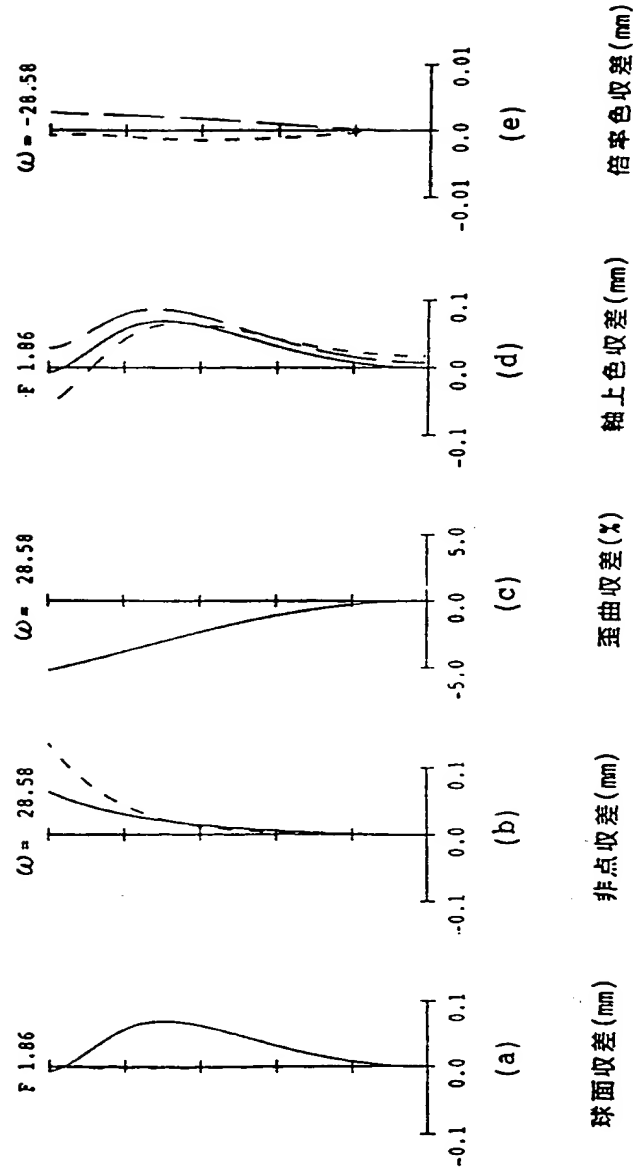 F 1.86
-0.1 0.0 0.1
(a)
球面収差(mm)
ω= 28.58
-0.1 0.0 0.1
(b)
非点収差(mm)
ω= 28.58
-5.0 0.0 5.0
(c)
歪曲収差(%)
F 1.86
-0.1 0.0 0.1
(d)
軸上色収差(mm)
ω= -28.58
-0.01 0.0 0.01
(e)
倍率色収差(mm)